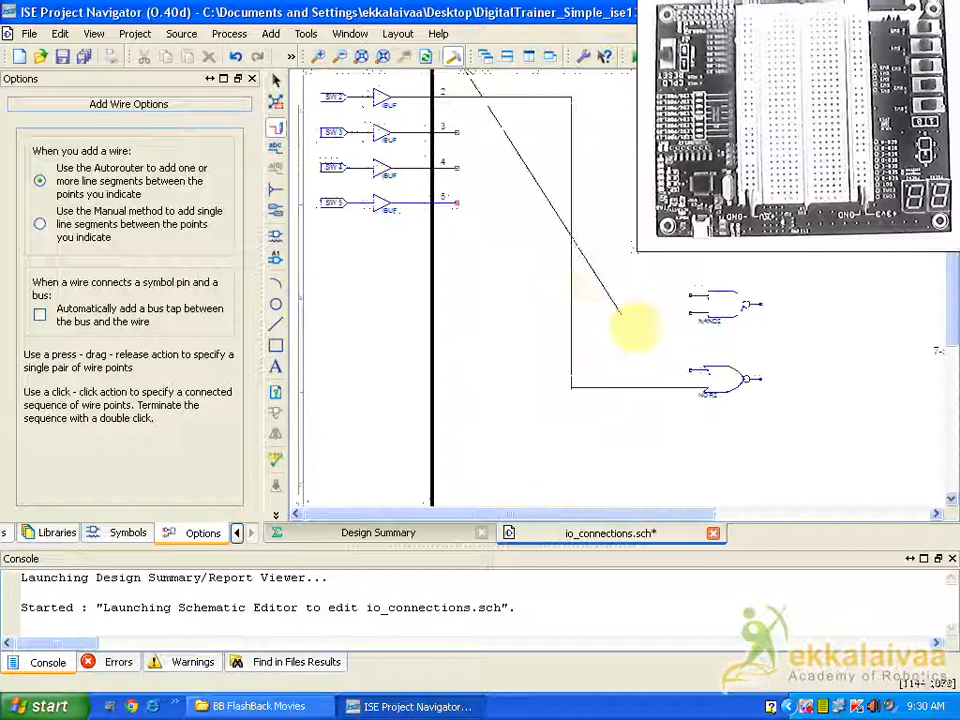 ISE Project Navigator (O.40d) - C:\Documents and Settings\ekkalaivaa\Desktop\DigitalTrainer_Simple_ise1
File Edit View Project Source Process Add Tools Window Layout Help
Options
Add Wire Options
When you add a wire:
Use the Autorouter to add one or
more line segments between the
points you indicate
Use the Manual method to add single
line segments between the points
you indicate
When a wire connects a symbol pin and a
bus:
Automatically add a bus tap between
the bus and the wire
Use a press - drag - release action to specify a
single pair of wire points
Use a click - click action to specify a connected
sequence of wire points. Terminate the
sequence with a double click.
SW 2
IBUF
2
SW 3
IBUF
3
SW 4
IBUF
4
SW 5
IBUF
5
NAND2
NOR2
Libraries Symbols Options
Design Summary
io_connections.sch*
Console
Launching Design Summary/Report Viewer...
Started : "Launching Schematic Editor to edit io_connections.sch".
Console Errors Warnings Find in Files Results
ekkalaivaa
Academy of Robotics
start
BB FlashBack Movies
ISE Project Navigator...
9:30 AM